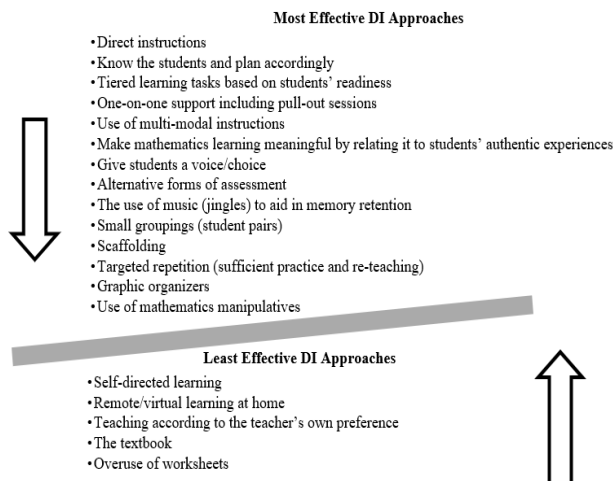 Most Effective DI Approaches
•Direct instructions
•Know the students and plan accordingly
•Tiered learning tasks based on students’ readiness
•One-on-one support including pull-out sessions
•Use of multi-modal instructions
•Make mathematics learning meaningful by relating it to students’ authentic experiences
•Give students a voice/choice
•Alternative forms of assessment
•The use of music (jingles) to aid in memory retention
•Small groupings (student pairs)
•Scaffolding
•Targeted repetition (sufficient practice and re-teaching)
•Graphic organizers
•Use of mathematics manipulatives
Least Effective DI Approaches
•Self-directed learning
•Remote/virtual learning at home
•Teaching according to the teacher’s own preference
•The textbook
•Overuse of worksheets